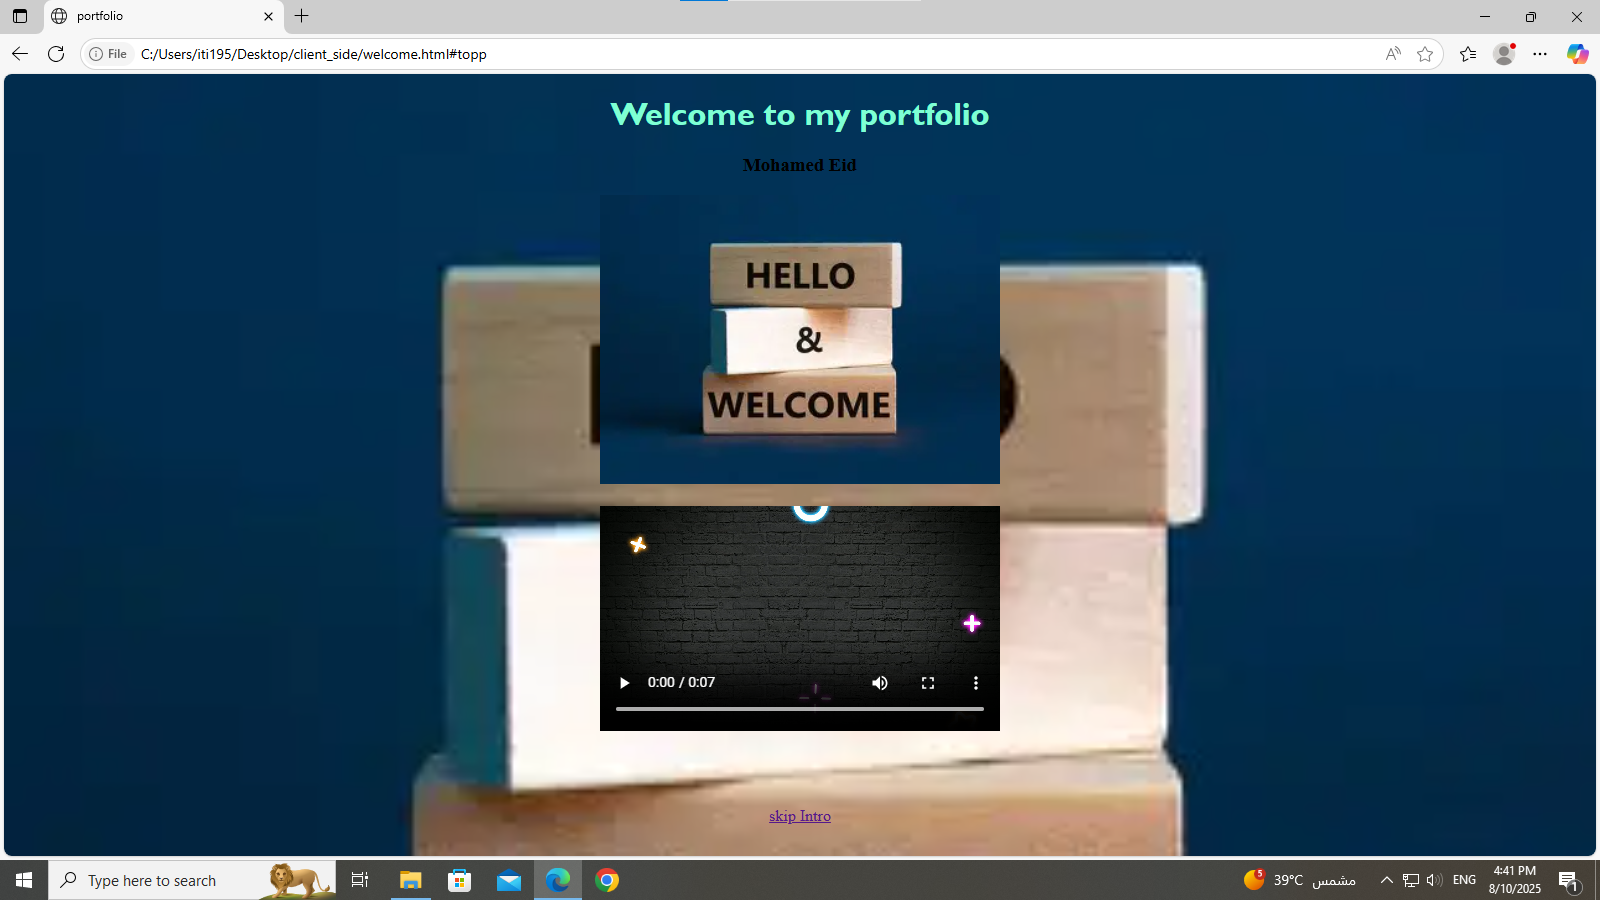 portfolio
File
C:/Users/iti195/Desktop/client_side/welcome.html#topp
Welcome to my portfolio
Mohamed Eid
HELLO
&
WELCOME
0:00 / 0:07
skip Intro
Type here to search
5
39°C مشمس
ENG
4:41 PM
8/10/2025
1